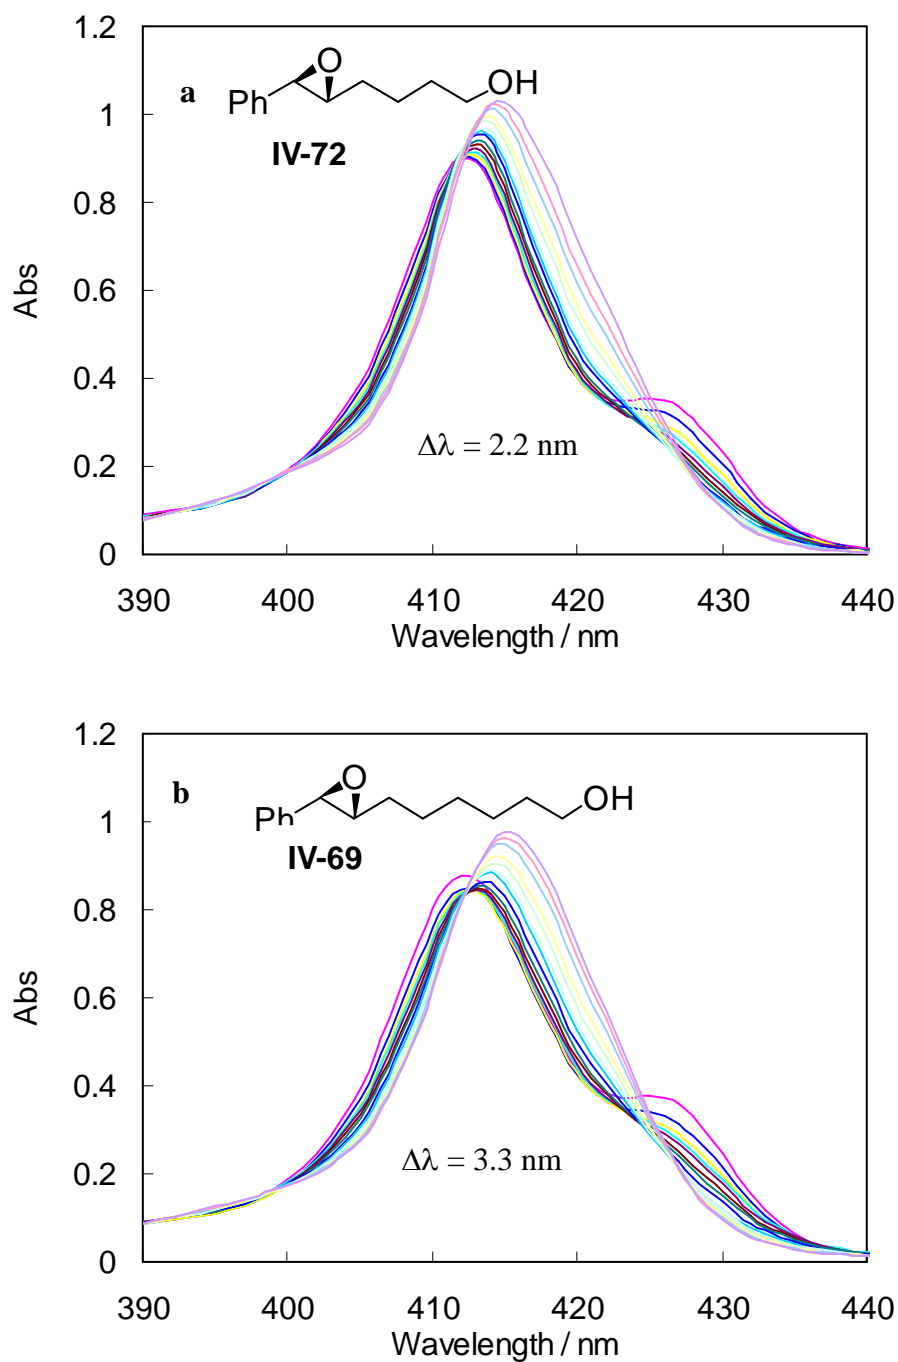 1.2
a
O
OH
Ph
IV-72
1
0.8
Abs
0.6
0.4
Δλ = 2.2 nm
0.2
0
390 400 410 420 430 440
Wavelength / nm
1.2
b
O
OH
Ph
IV-69
1
0.8
Abs
0.6
0.4
Δλ = 3.3 nm
0.2
0
390 400 410 420 430 440
Wavelength / nm